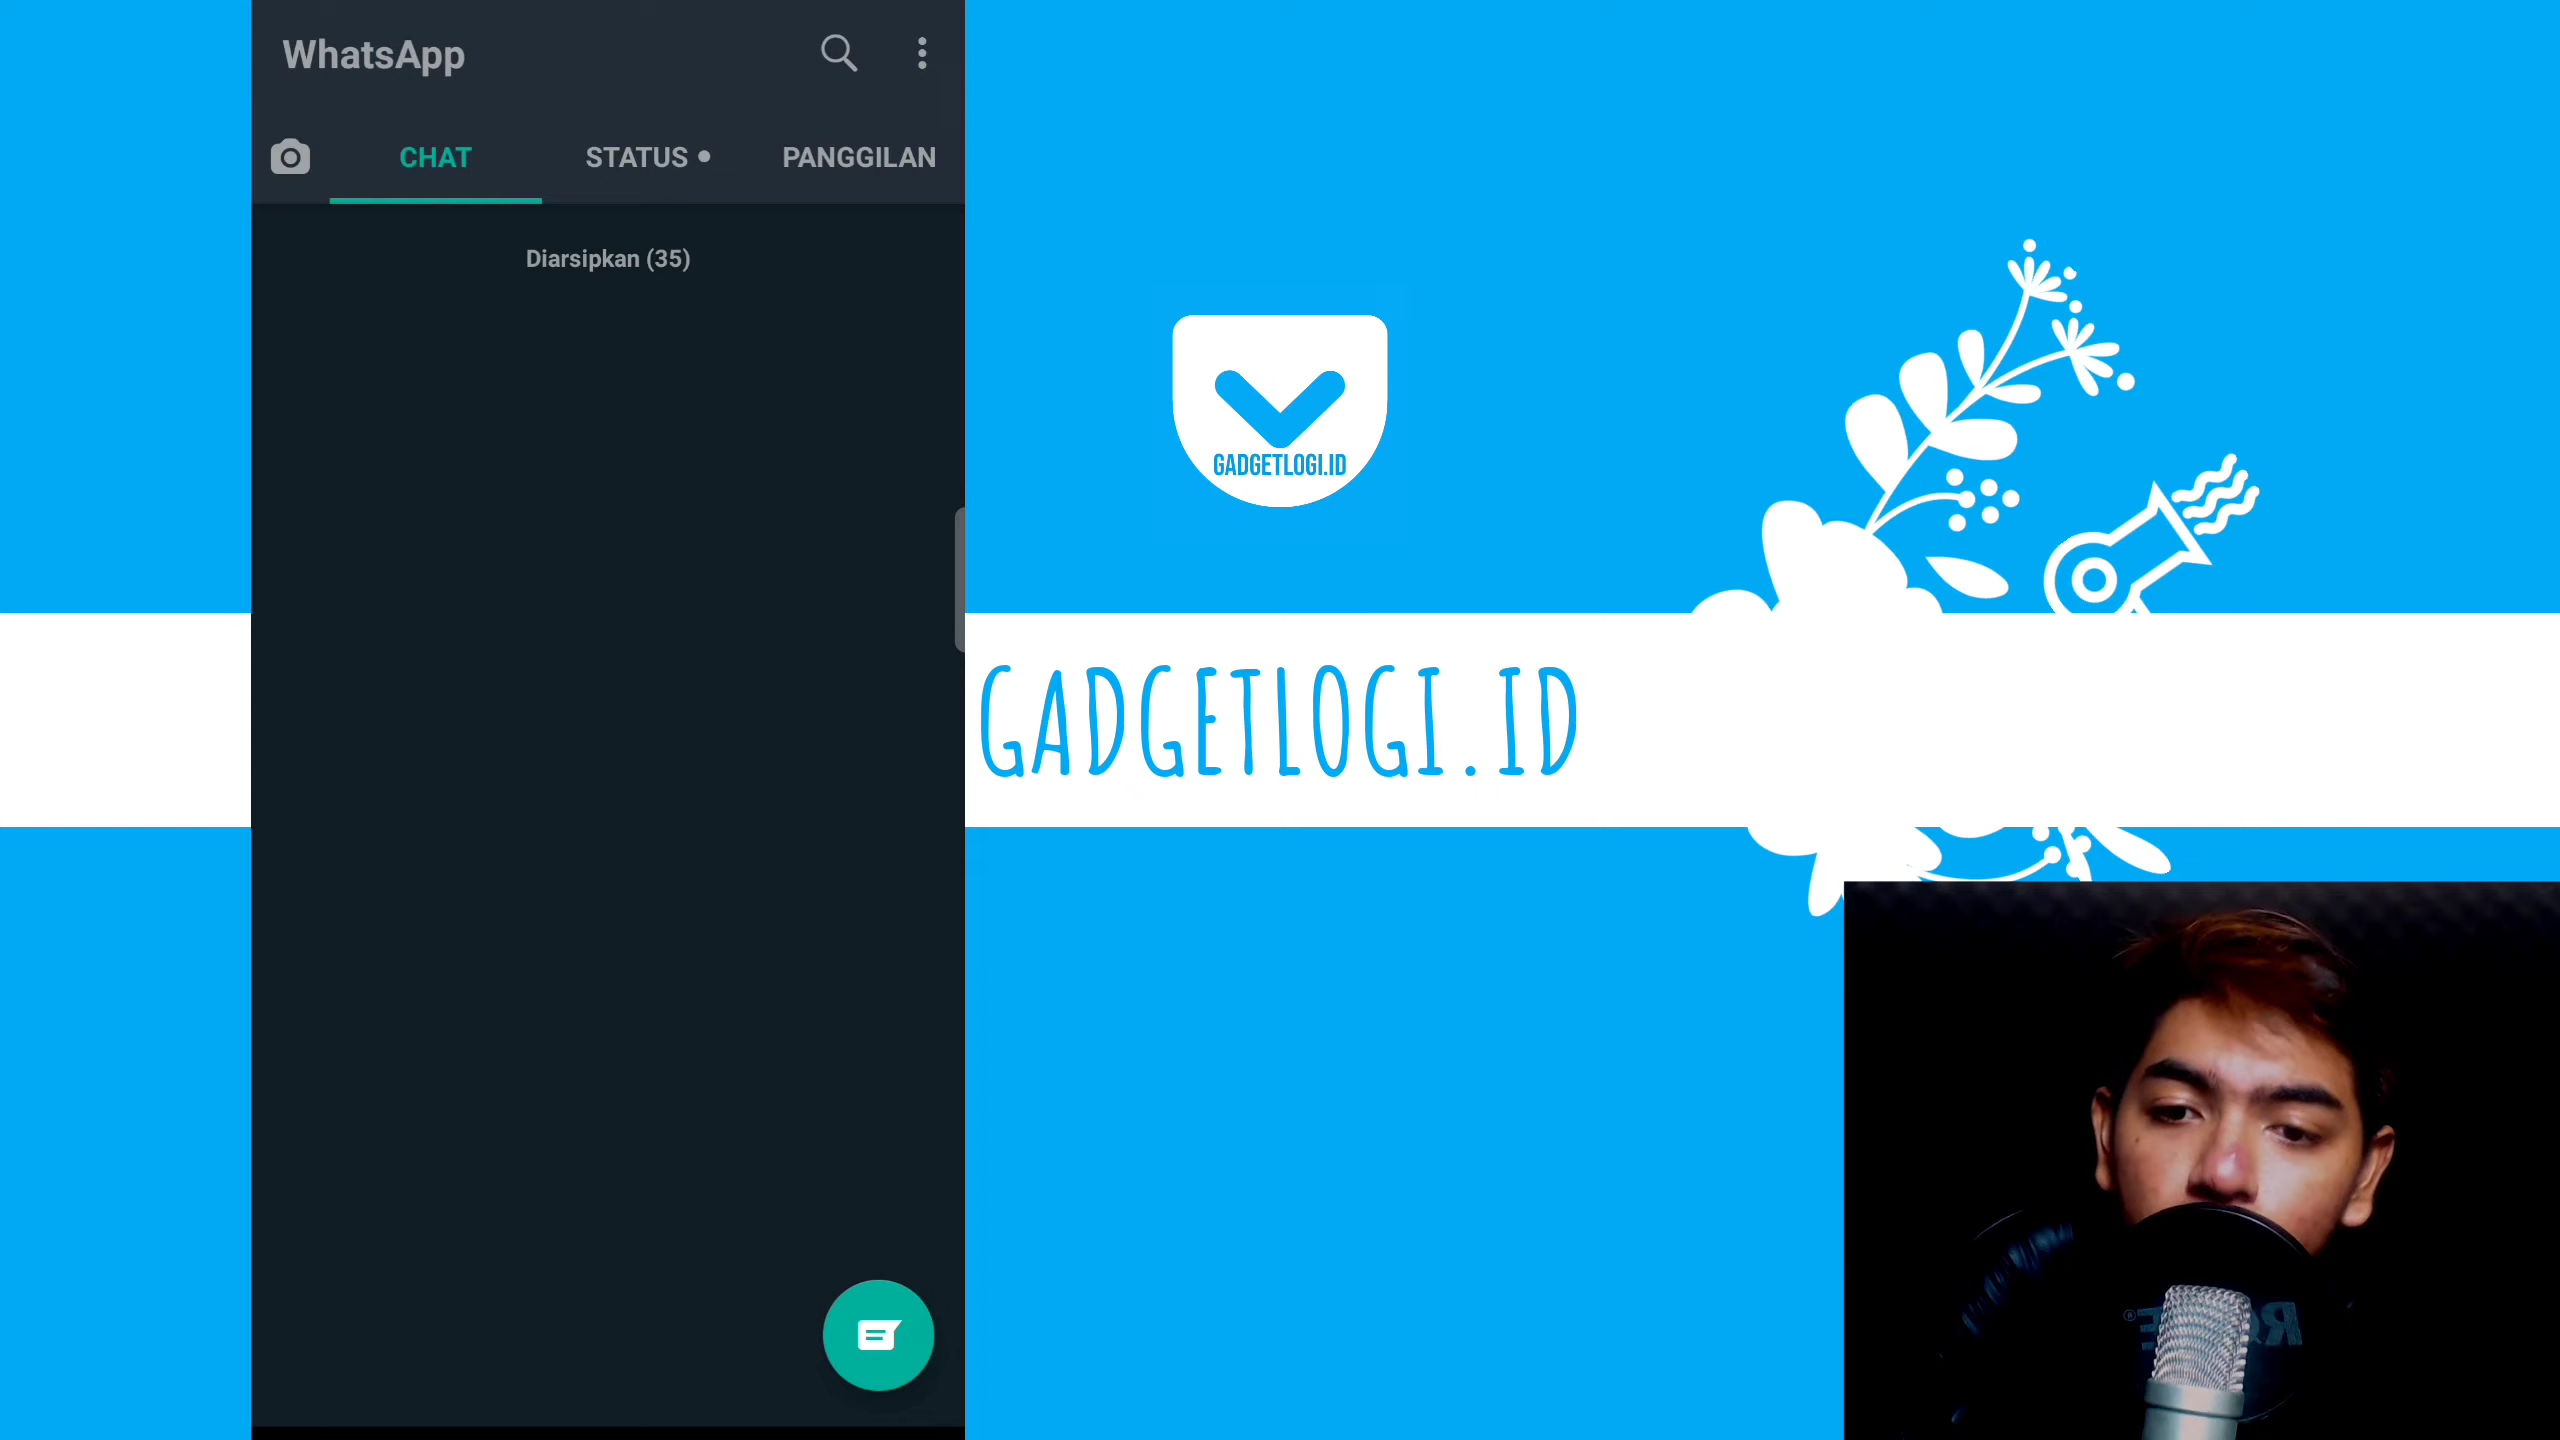 WhatsApp
CHAT
STATUS
PANGGILAN
Diarsipkan (35)
GADGETLOGI.ID
GADGETLOGI.ID